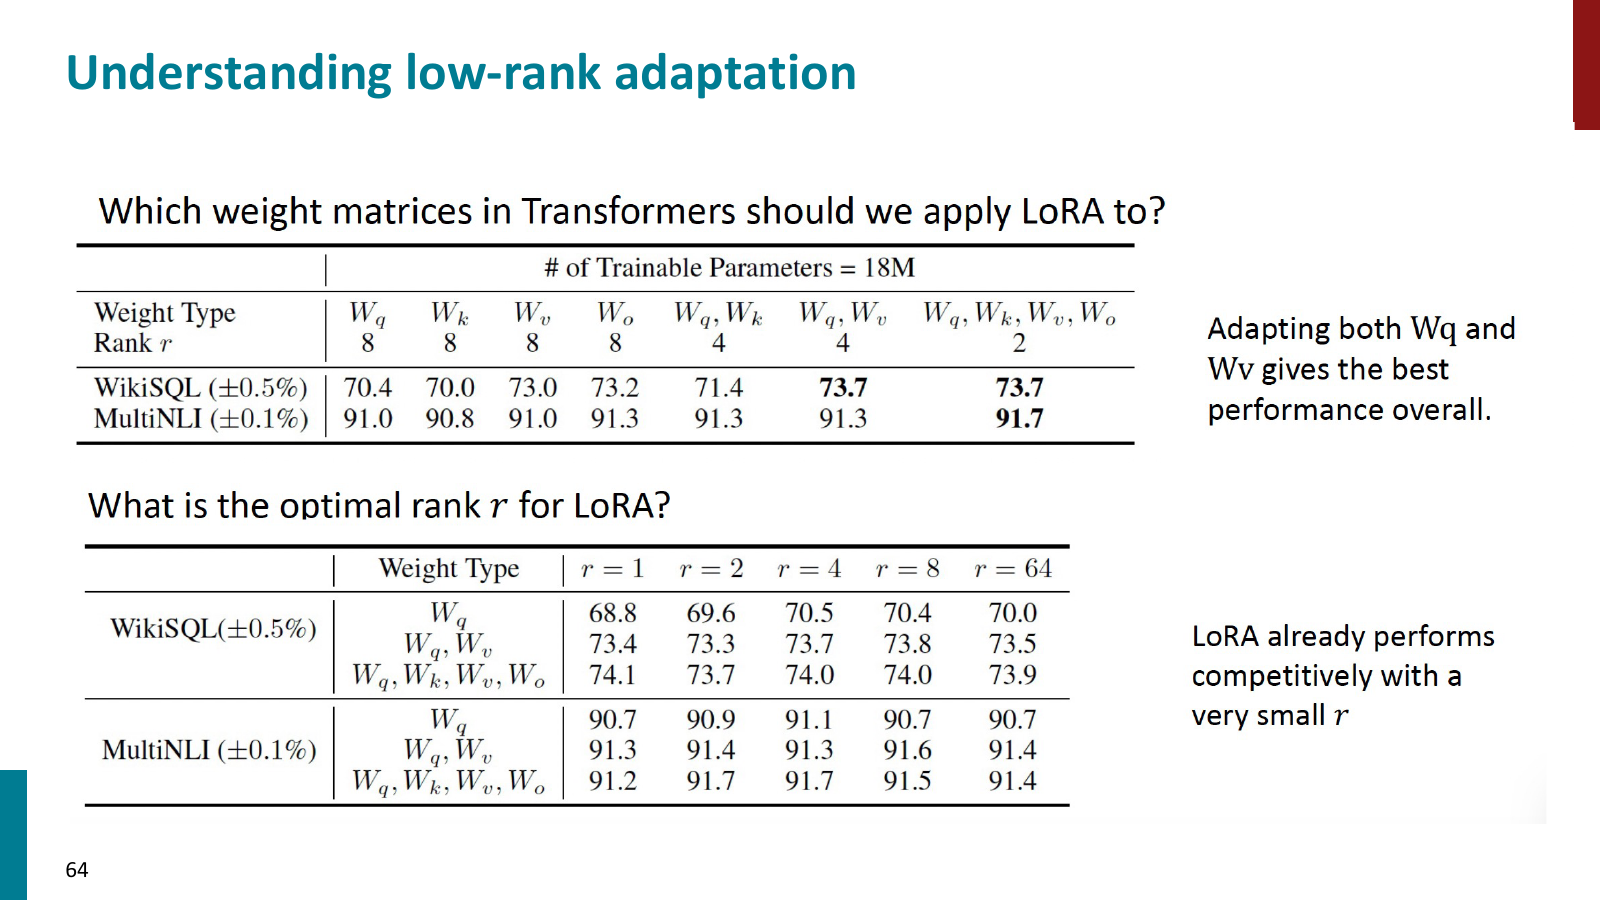 Understanding low-rank adaptation
Which weight matrices in Transformers should we apply LoRA to?
# of Trainable Parameters = 18M
Weight Type W_q W_k W_v W_o W_q, W_k W_q, W_v W_q, W_k, W_v, W_o
Rank r 8 8 8 8 4 4 2
WikiSQL (±0.5%) 70.4 70.0 73.0 73.2 71.4 73.7 73.7
MultiNLI (±0.1%) 91.0 90.8 91.0 91.3 91.3 91.3 91.7
Adapting both Wq and
Wv gives the best
performance overall.
What is the optimal rank r for LoRA?
Weight Type r = 1 r = 2 r = 4 r = 8 r = 64
WikiSQL(±0.5%)
W_q 68.8 69.6 70.5 70.4 70.0
W_q, W_v 73.4 73.3 73.7 73.8 73.5
W_q, W_k, W_v, W_o 74.1 73.7 74.0 74.0 73.9
MultiNLI (±0.1%)
W_q 90.7 90.9 91.1 90.7 90.7
W_q, W_v 91.3 91.4 91.3 91.6 91.4
W_q, W_k, W_v, W_o 91.2 91.7 91.7 91.5 91.4
LoRA already performs
competitively with a
very small r
64